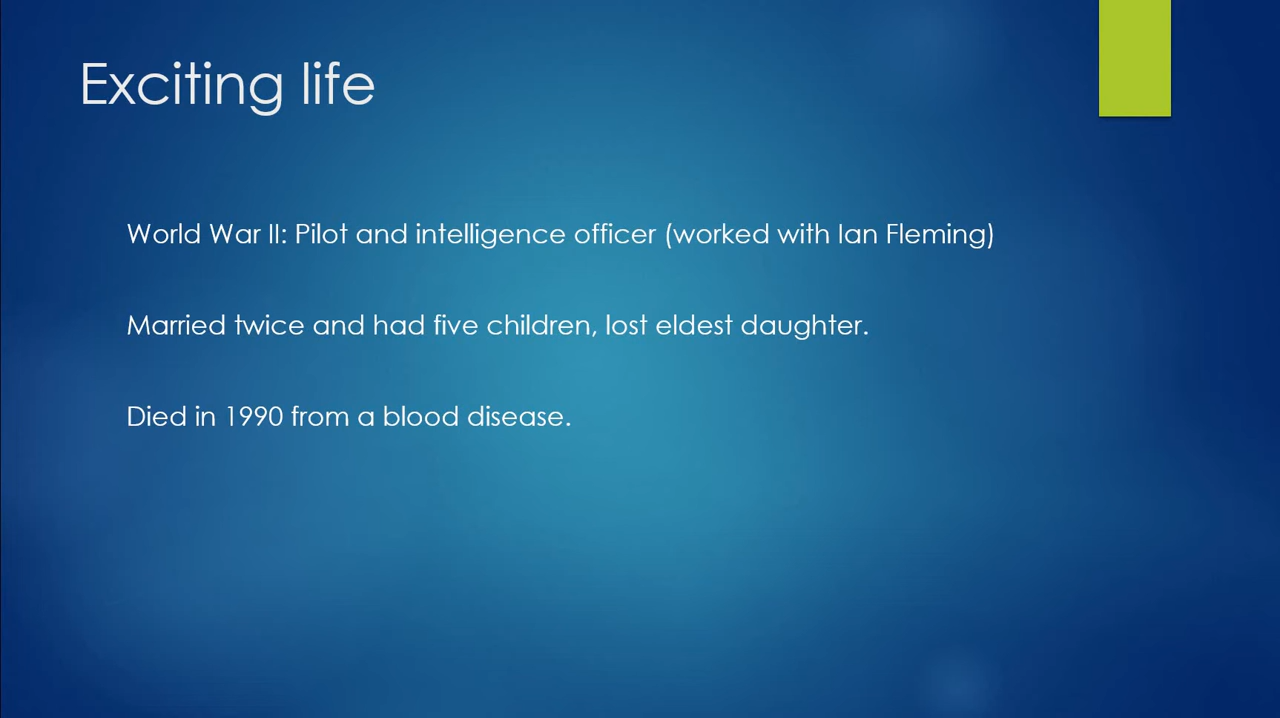 Exciting life
World War II: Pilot and intelligence officer (worked with Ian Fleming)
Married twice and had five children, lost eldest daughter.
Died in 1990 from a blood disease.